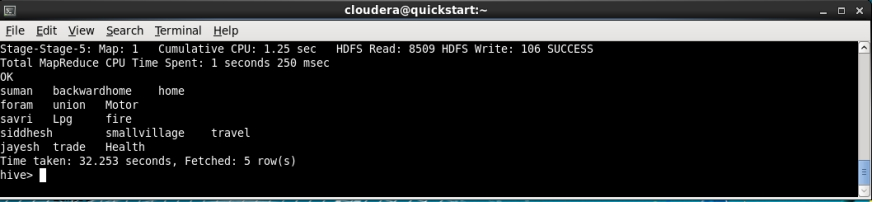 cloudera@quickstart:~
File Edit View Search Terminal Help
Stage-Stage-5: Map: 1   Cumulative CPU: 1.25 sec   HDFS Read: 8509 HDFS Write: 106 SUCCESS
Total MapReduce CPU Time Spent: 1 seconds 250 msec
OK
suman   backwardhome    home
foram   union   Motor
savri   Lpg     fire
siddhesh        smallvillage    travel
jayesh  trade   Health
Time taken: 32.253 seconds, Fetched: 5 row(s)
hive>